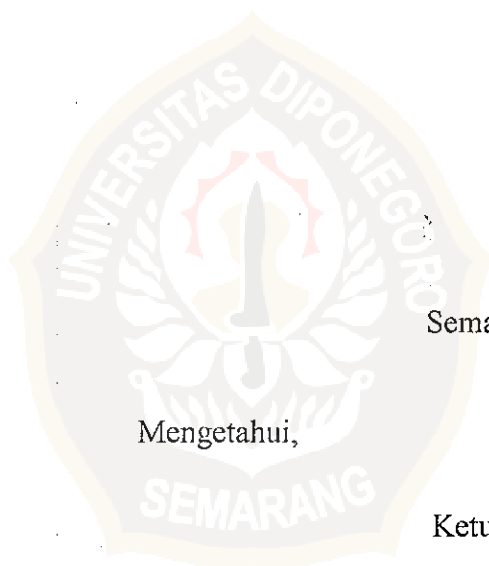 UNIVERSITAS DIPONEGORO
Sema
Mengetahui,
SEMARANG
Ketu